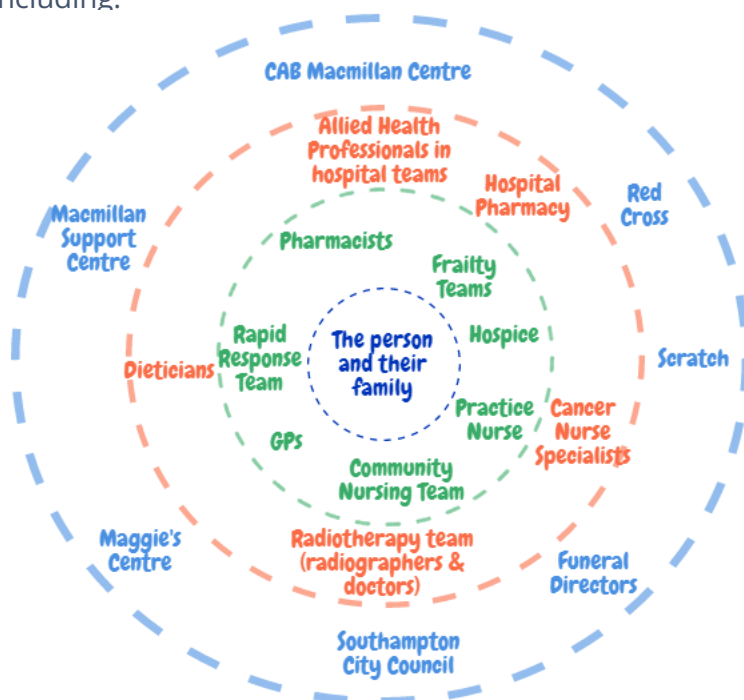 including:
CAB Macmillan Centre
Allied Health
Professionals in
hospital teams
Hospital
Pharmacy
Red
Cross
Macmillan
Support
Centre
Pharmacists
Frailty
Teams
Rapid
Response
Team
The person
and their
family
Hospice
Scratch
Dieticians
Practice
Nurse
Cancer
Nurse
Specialists
GPs
Community
Nursing Team
Maggie's
Centre
Radiotherapy team
(radiographers &
doctors)
Funeral
Directors
Southampton
City Council